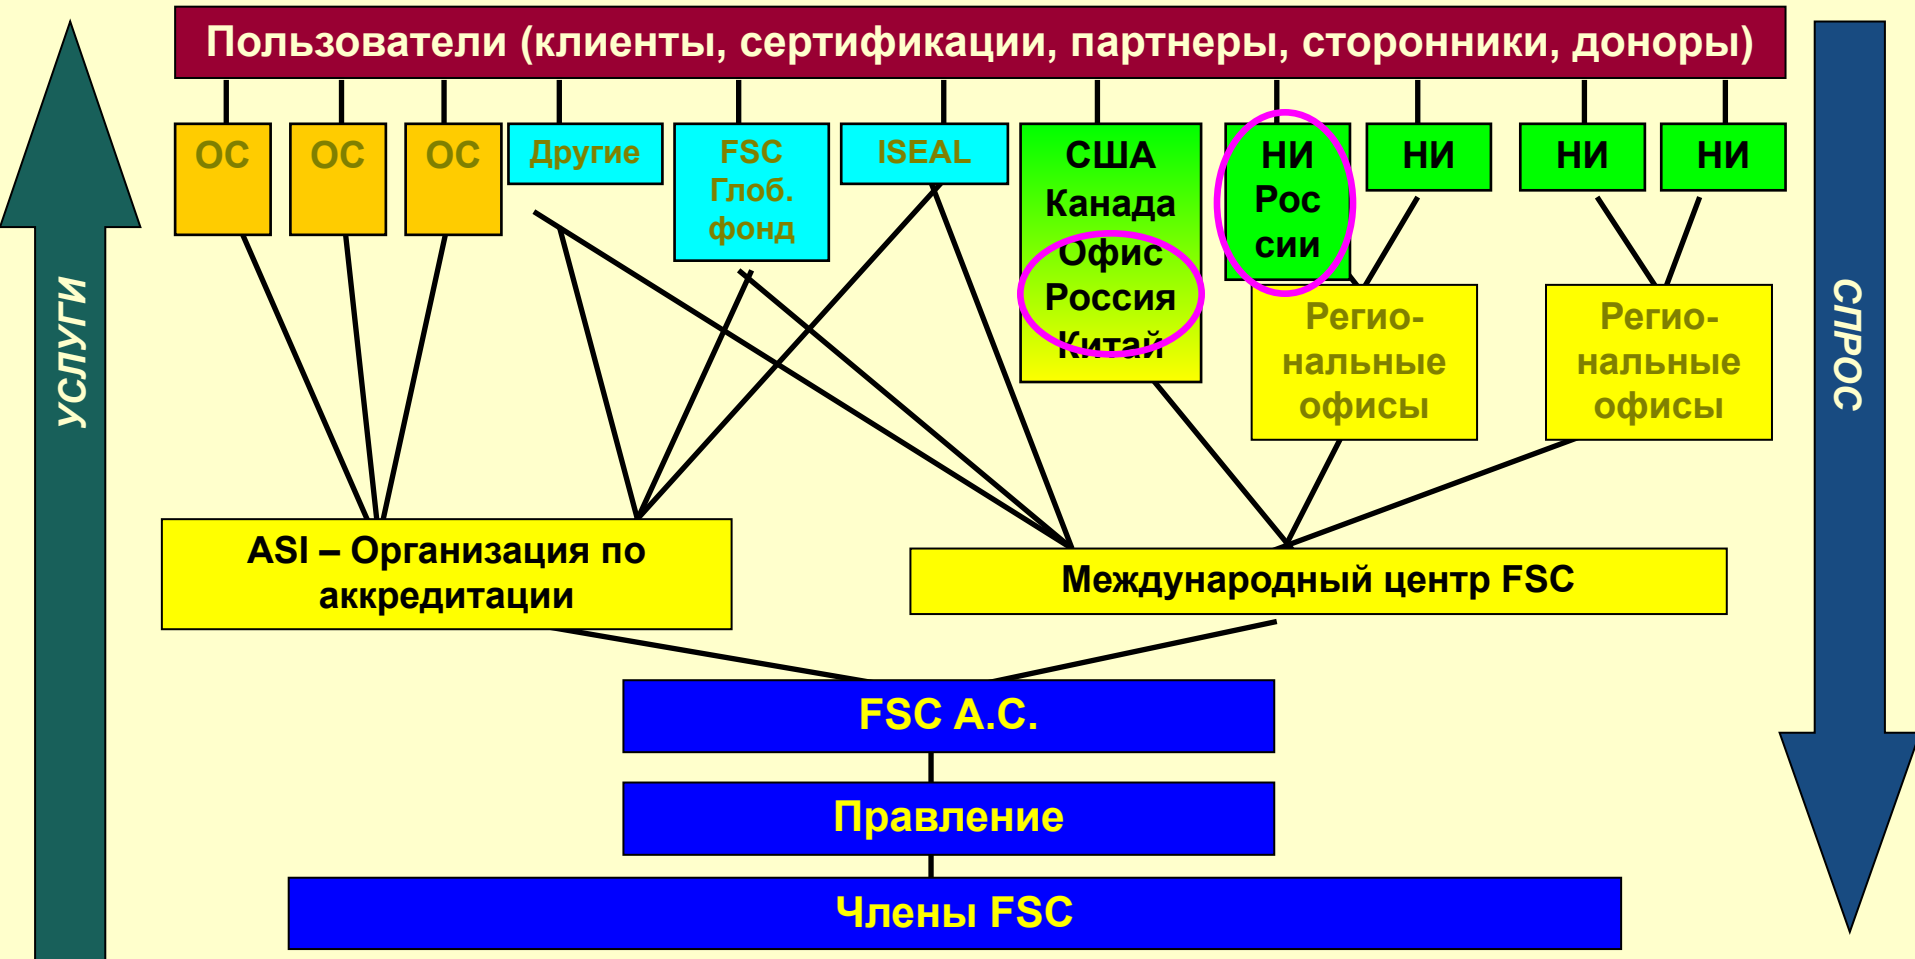 Пользователи (клиенты, сертификации, партнеры, сторонники, доноры)
УСЛУГИ
СПРОС
ОС
ОС
ОС
Другие
FSC
Глоб.
фонд
ISEAL
США
Канада
Офис
Россия
Китай
НИ
Рос
сии
НИ
НИ
НИ
Регио-
нальные
офисы
Регио-
нальные
офисы
ASI – Организация по
аккредитации
Международный центр FSC
FSC A.C.
Правление
Члены FSC